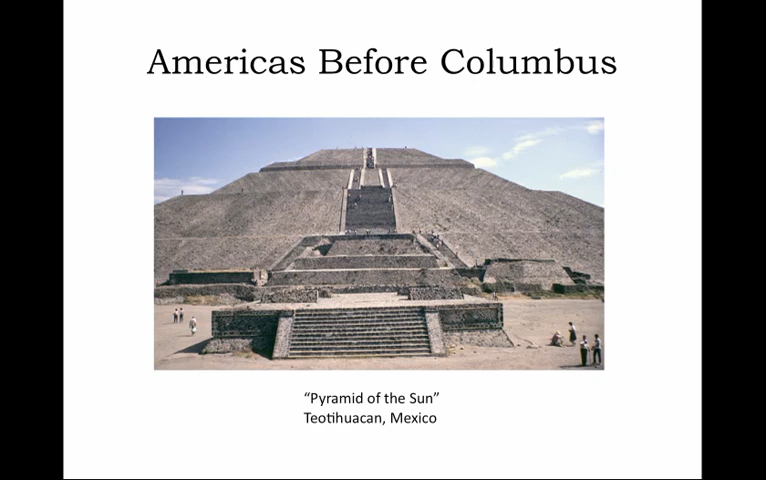 Americas Before Columbus
“Pyramid of the Sun”
Teotihuacan, Mexico